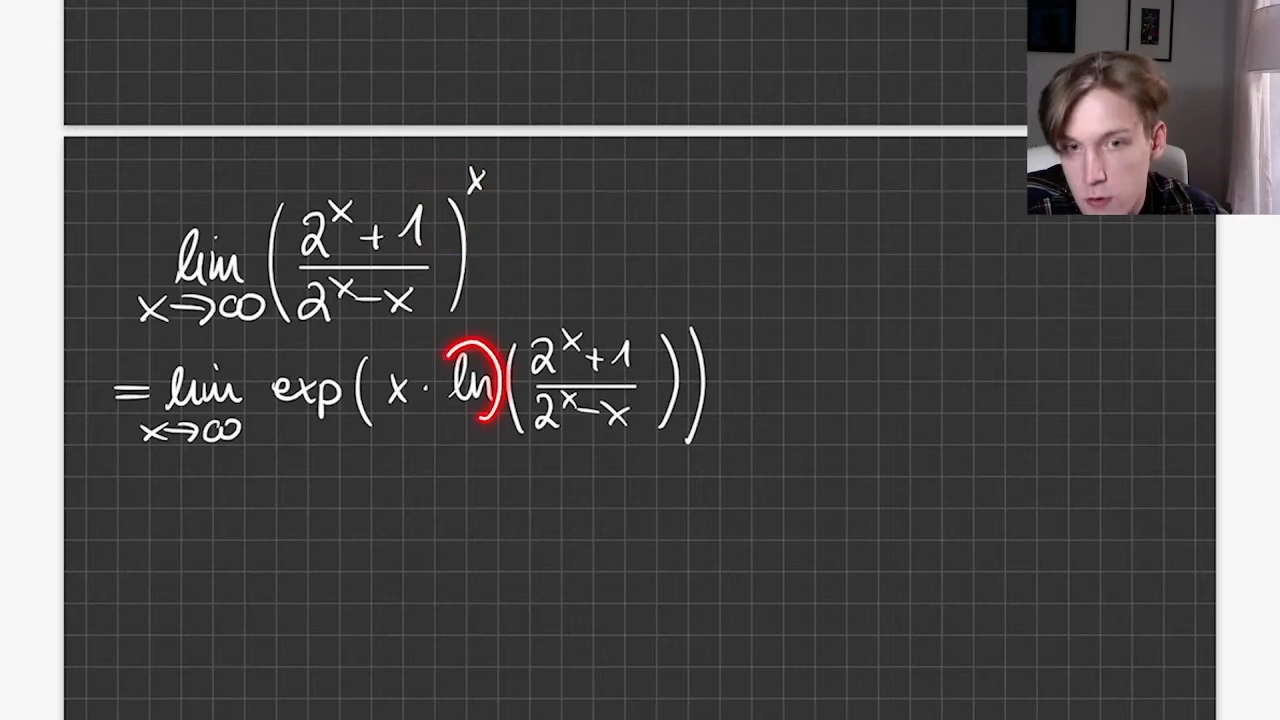 lim x→∞ ( (2^x + 1) / (2^x − x) )^x
= lim x→∞ exp( x · ln( (2^x + 1) / (2^x − x) ) )